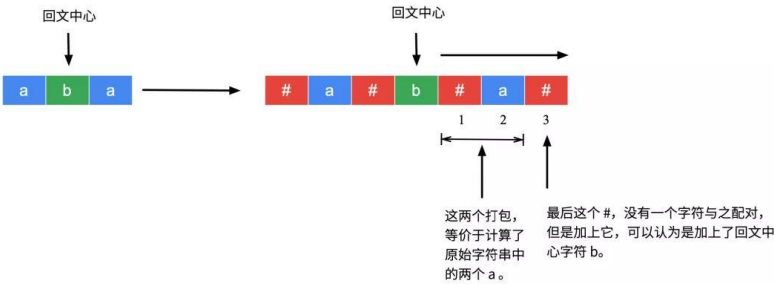 回文中心
回文中心
a b a
# a # b # a #
1 2 3
这两个打包，
等价于计算了
原始字符串中
的两个 a 。
最后这个 #，没有一个字符与之配对，
但是加上它，可以认为是加上了回文中
心字符 b。